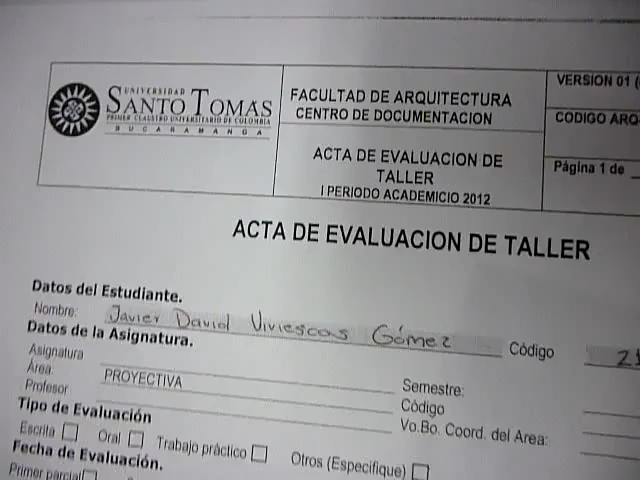 UNIVERSIDAD
SANTO TOMAS
PRIMER CLAUSTRO UNIVERSITARIO DE COLOMBIA
BUCARAMANGA
FACULTAD DE ARQUITECTURA
CENTRO DE DOCUMENTACION
ACTA DE EVALUACION DE
TALLER
I PERIODO ACADEMICIO 2012
VERSION 01 (
CODIGO ARQ
Página 1 de _
ACTA DE EVALUACION DE TALLER
Datos del Estudiante.
Nombre: Javier David Viviescas Gómez Código
Datos de la Asignatura.
Asignatura Semestre:
Área: PROYECTIVA Código
Profesor Vo.Bo. Coord. del Area:
Tipo de Evaluación
Escrita Oral Trabajo práctico Otros (Especifique)
Fecha de Evaluación.
Primer parcial